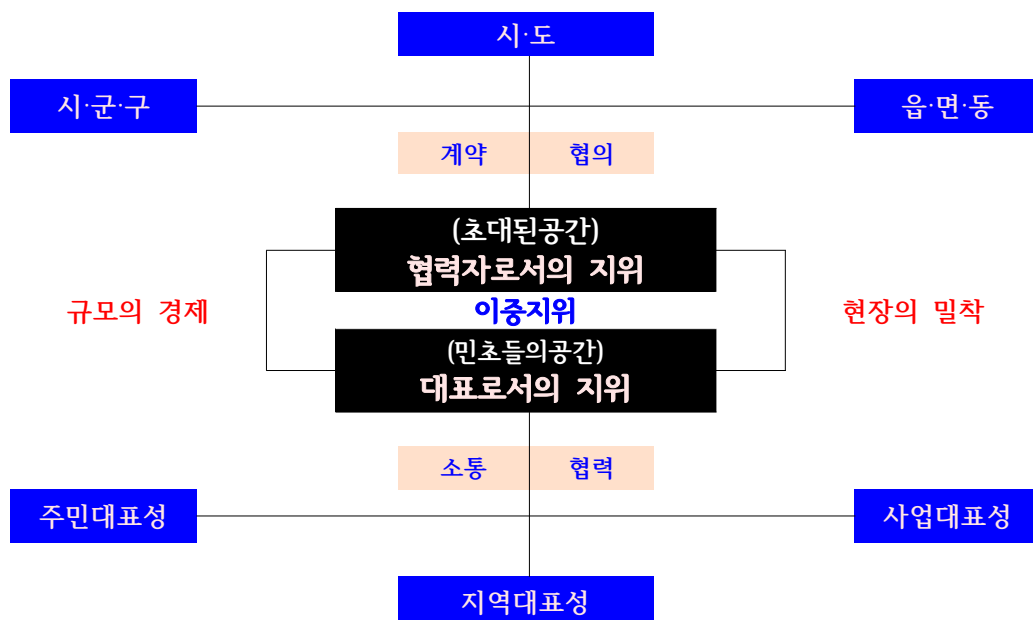 시·도
시·군·구
읍·면·동
계약 협의
(초대된공간)
협력자로서의 지위
규모의 경제
이중지위
현장의 밀착
(민초들의공간)
대표로서의 지위
소통 협력
주민대표성
사업대표성
지역대표성